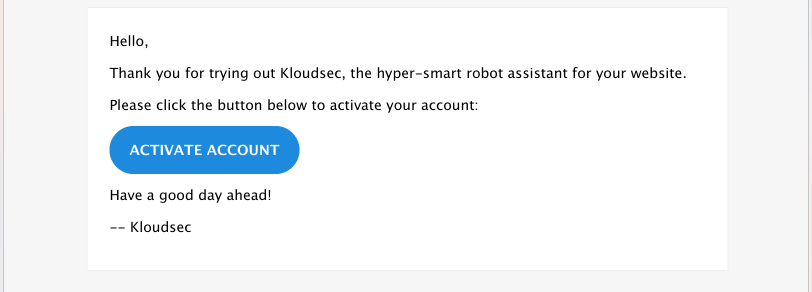 Hello,
Thank you for trying out Kloudsec, the hyper-smart robot assistant for your website.
Please click the button below to activate your account:
ACTIVATE ACCOUNT
Have a good day ahead!
-- Kloudsec